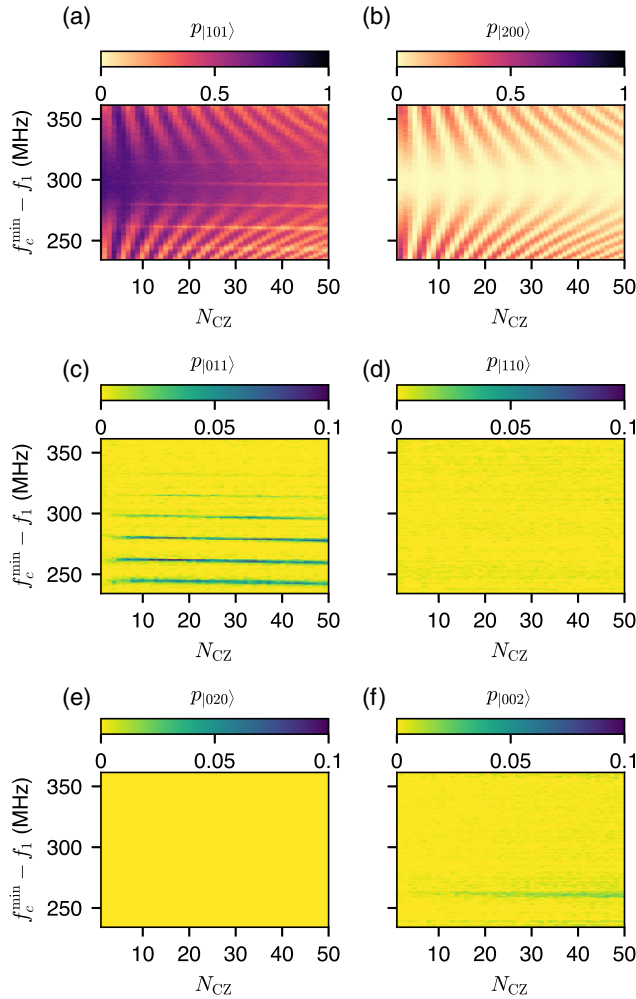 (a) p|101⟩ (b) p|200⟩
0 0.5 1 0 0.5 1
350
300
250
f_c^min − f_1 (MHz)
10 20 30 40 50 10 20 30 40 50
N_CZ N_CZ
(c) p|011⟩ (d) p|110⟩
0 0.05 0.1 0 0.05 0.1
350
300
250
f_c^min − f_1 (MHz)
10 20 30 40 50 10 20 30 40 50
N_CZ N_CZ
(e) p|020⟩ (f) p|002⟩
0 0.05 0.1 0 0.05 0.1
350
300
250
f_c^min − f_1 (MHz)
10 20 30 40 50 10 20 30 40 50
N_CZ N_CZ